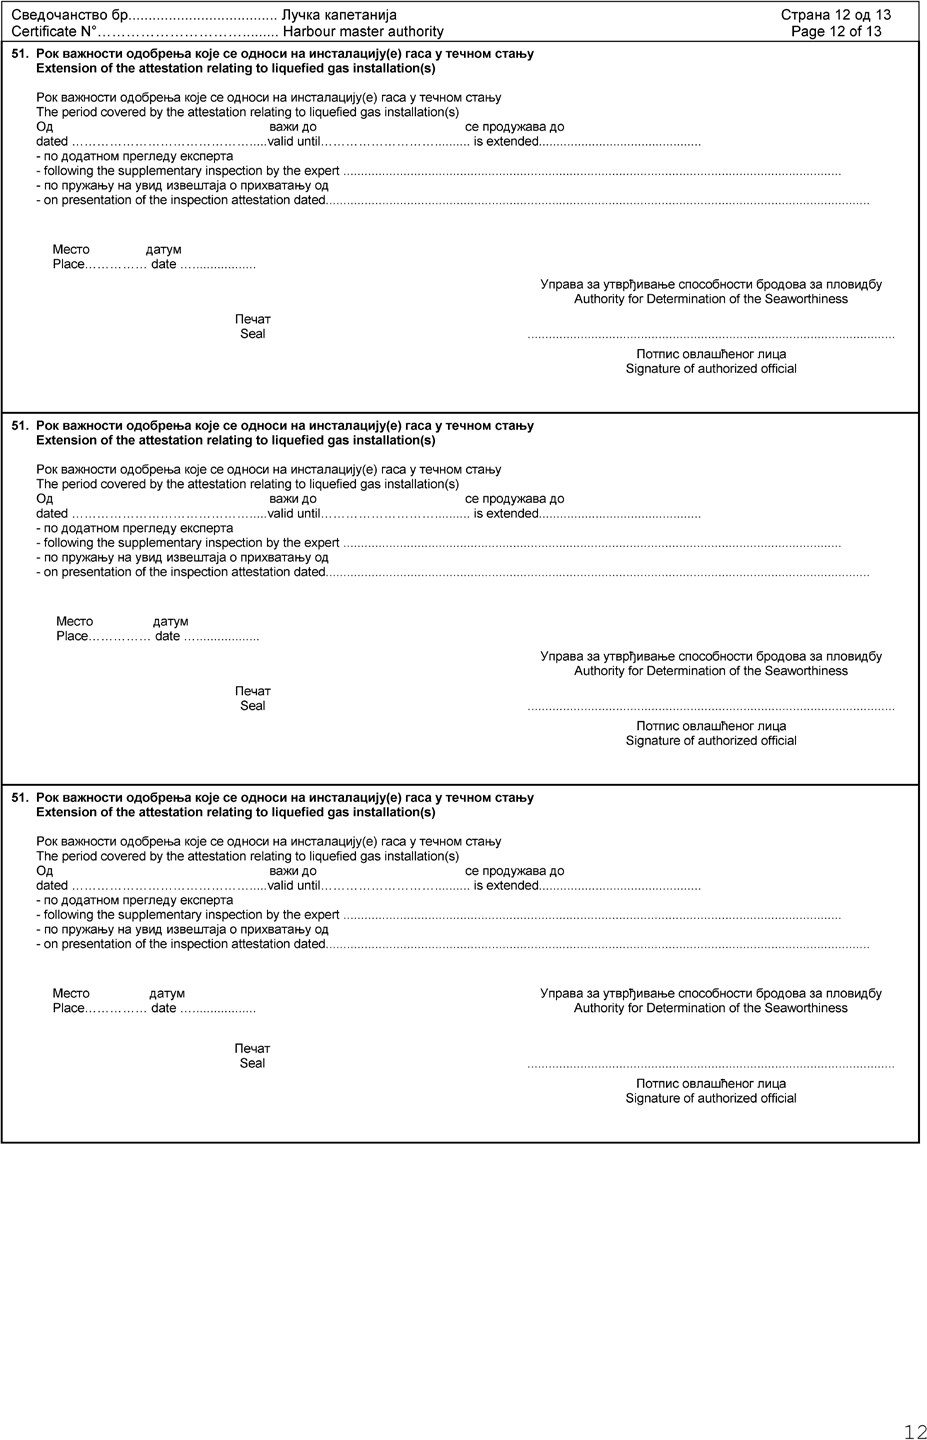 Сведочанство бр..................................... Лучка капетанија Страна 12 од 13
Certificate N°…………………………......... Harbour master authority Page 12 of 13
51. Рок важности одобрења које се односи на инсталацију(е) гаса у течном стању
Extension of the attestation relating to liquefied gas installation(s)
Рок важности одобрења које се односи на инсталацију(е) гаса у течном стању
The period covered by the attestation relating to liquefied gas installation(s)
Од важи до се продужава до
dated ……………………………………....valid until……………………….......... is extended..............................................
- по додатном прегледу експерта
- following the supplementary inspection by the expert .............................................................................................................................................
- по пружању на увид извештаја о прихватању од
- on presentation of the inspection attestation dated..........................................................................................................................................................
Место датум
Place…………… date …..................
Управа за утврђивање способности бродова за пловидбу
Authority for Determination of the Seaworthiness
Печат
Seal ........................................................................................................
Потпис овлашћеног лица
Signature of authorized official
51. Рок важности одобрења које се односи на инсталацију(е) гаса у течном стању
Extension of the attestation relating to liquefied gas installation(s)
Рок важности одобрења које се односи на инсталацију(е) гаса у течном стању
The period covered by the attestation relating to liquefied gas installation(s)
Од важи до се продужава до
dated ……………………………………....valid until……………………….......... is extended..............................................
- по додатном прегледу експерта
- following the supplementary inspection by the expert .............................................................................................................................................
- по пружању на увид извештаја о прихватању од
- on presentation of the inspection attestation dated..........................................................................................................................................................
Место датум
Place…………… date …..................
Управа за утврђивање способности бродова за пловидбу
Authority for Determination of the Seaworthiness
Печат
Seal ........................................................................................................
Потпис овлашћеног лица
Signature of authorized official
51. Рок важности одобрења које се односи на инсталацију(е) гаса у течном стању
Extension of the attestation relating to liquefied gas installation(s)
Рок важности одобрења које се односи на инсталацију(е) гаса у течном стању
The period covered by the attestation relating to liquefied gas installation(s)
Од важи до се продужава до
dated ……………………………………....valid until……………………….......... is extended..............................................
- по додатном прегледу експерта
- following the supplementary inspection by the expert .............................................................................................................................................
- по пружању на увид извештаја о прихватању од
- on presentation of the inspection attestation dated..........................................................................................................................................................
Место датум Управа за утврђивање способности бродова за пловидбу
Place…………… date ….................. Authority for Determination of the Seaworthiness
Печат
Seal ........................................................................................................
Потпис овлашћеног лица
Signature of authorized official
12